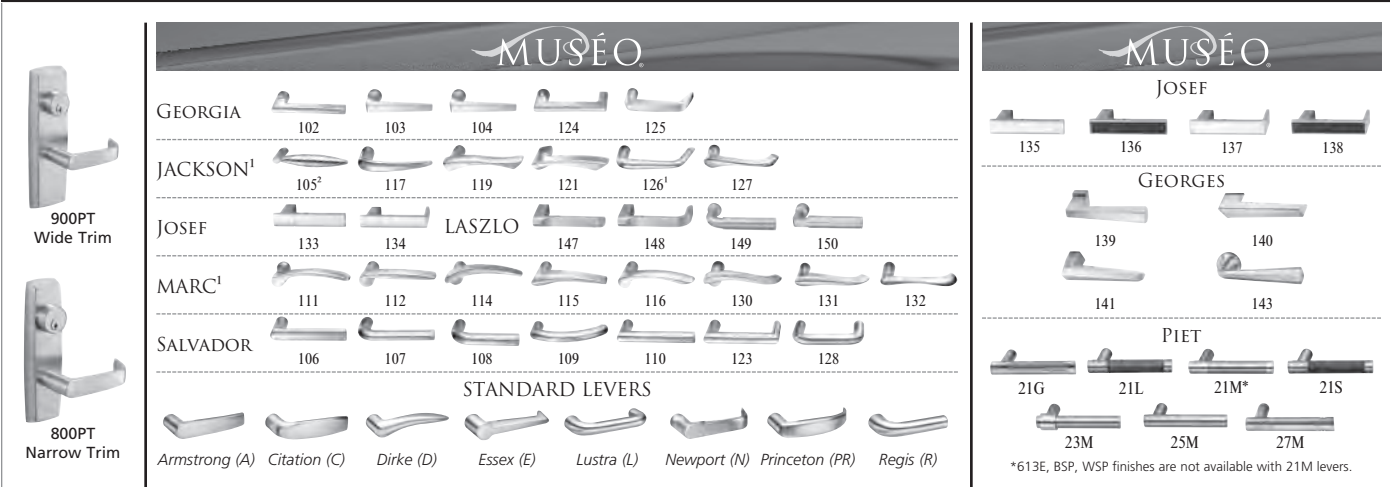 900PT
Wide Trim
800PT
Narrow Trim
MUSÉO®
GEORGIA
102 103 104 124 125
JACKSON¹
105² 117 119 121 126¹ 127
JOSEF
133 134
LASZLO
147 148 149 150
MARC¹
111 112 114 115 116 130 131 132
SALVADOR
106 107 108 109 110 123 128
STANDARD LEVERS
Armstrong (A) Citation (C) Dirke (D) Essex (E) Lustra (L) Newport (N) Princeton (PR) Regis (R)
MUSÉO®
JOSEF
135 136 137 138
GEORGES
139 140
141 143
PIET
21G 21L 21M* 21S
23M 25M 27M
*613E, BSP, WSP finishes are not available with 21M levers.